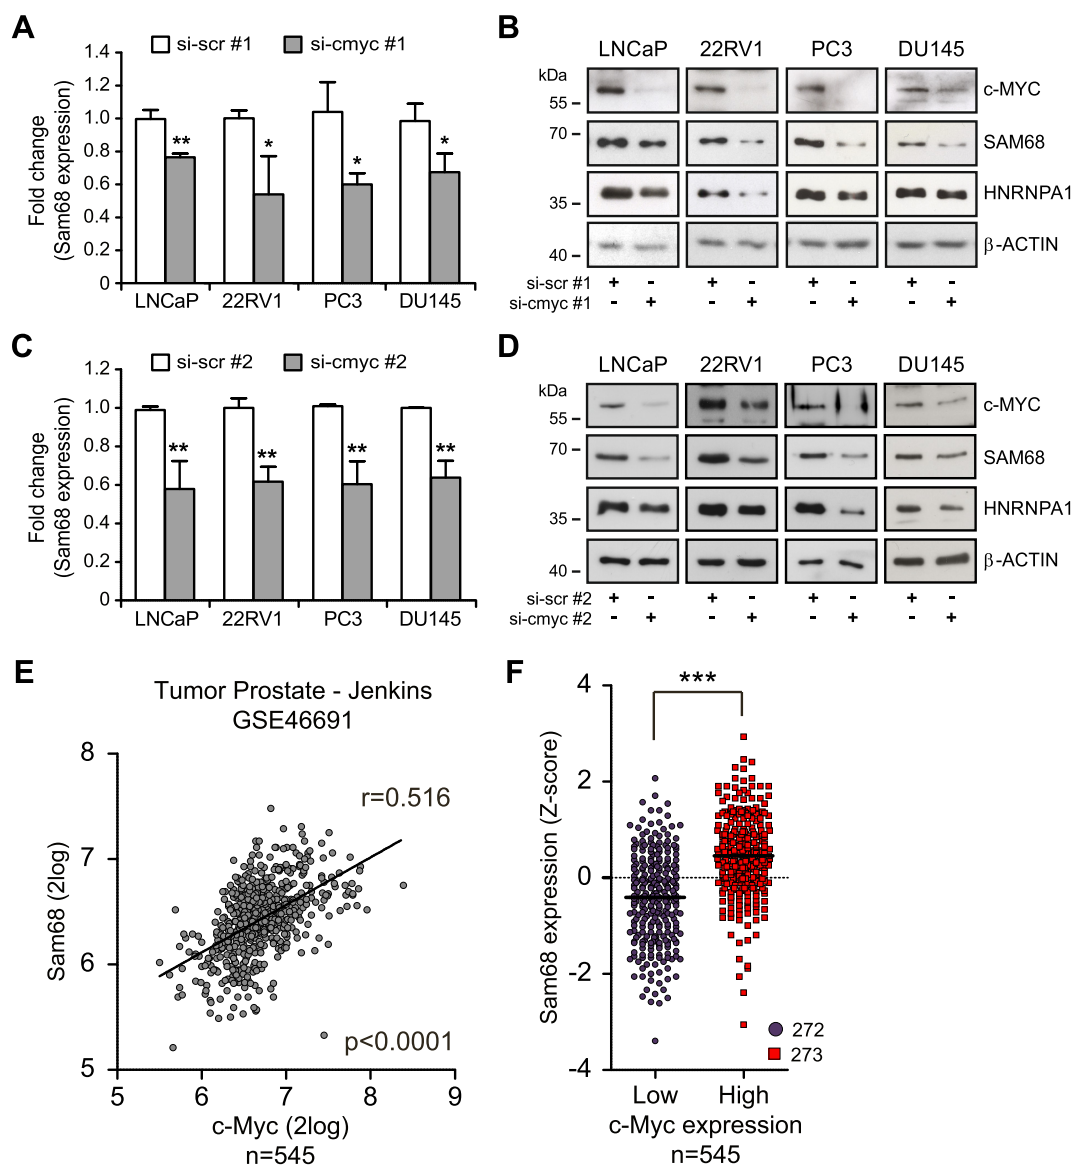 A
si-scr #1 si-cmyc #1
Fold change
(Sam68 expression)
1.4
1.2
1.0
0.8
0.6
0.4
0.2
0
** * * *
LNCaP 22RV1 PC3 DU145
B
LNCaP 22RV1 PC3 DU145
kDa
55 c-MYC
70 SAM68
35 HNRNPA1
40 β-ACTIN
si-scr #1 + - + - + - + -
si-cmyc #1 - + - + - + - +
C
si-scr #2 si-cmyc #2
Fold change
(Sam68 expression)
1.2
1.0
0.8
0.6
0.4
0.2
0
** ** ** **
LNCaP 22RV1 PC3 DU145
D
LNCaP 22RV1 PC3 DU145
kDa
55 c-MYC
70 SAM68
35 HNRNPA1
40 β-ACTIN
si-scr #2 + - + - + - + -
si-cmyc #2 - + - + - + - +
E
Tumor Prostate - Jenkins
GSE46691
Sam68 (2log)
8
7
6
5
r=0.516
p<0.0001
5 6 7 8 9
c-Myc (2log)
n=545
F
Sam68 expression (Z-score)
4
2
0
-2
-4
***
272
273
Low High
c-Myc expression
n=545